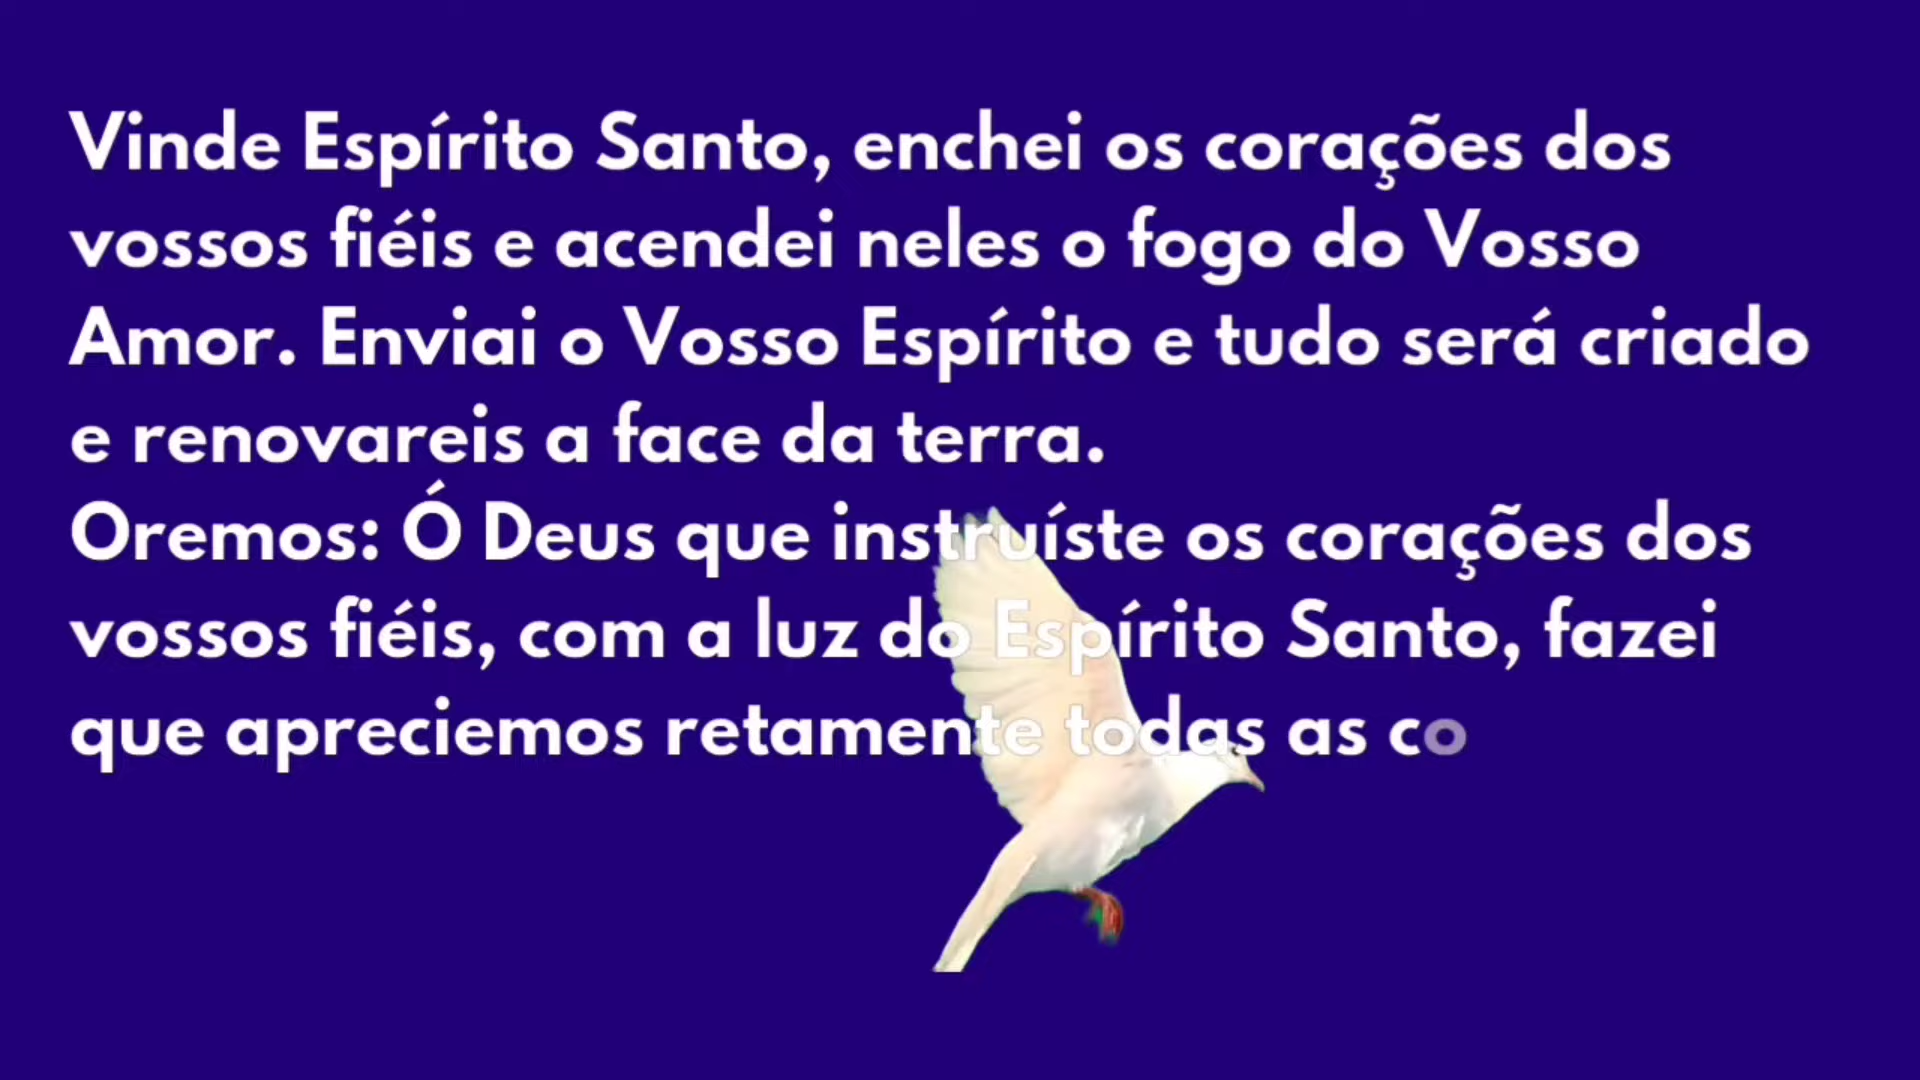 Vinde Espírito Santo, enchei os corações dos
vossos fiéis e acendei neles o fogo do Vosso
Amor. Enviai o Vosso Espírito e tudo será criado
e renovareis a face da terra.
Oremos: Ó Deus que instruíste os corações dos
vossos fiéis, com a luz do Espírito Santo, fazei
que apreciemos retamente todas as co